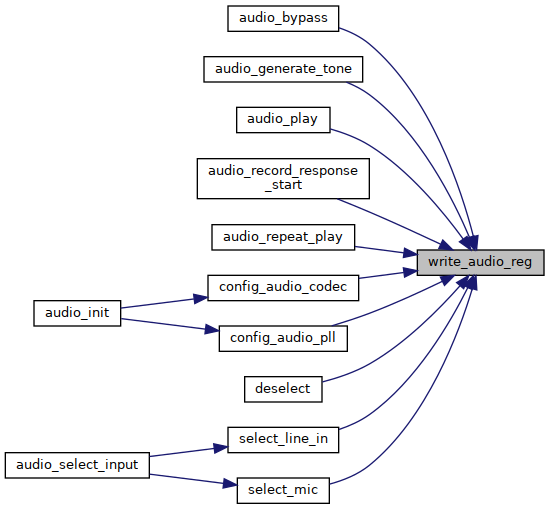 audio_bypass
audio_generate_tone
audio_play
audio_record_response
_start
audio_repeat_play
write_audio_reg
config_audio_codec
audio_init
config_audio_pll
deselect
select_line_in
audio_select_input
select_mic